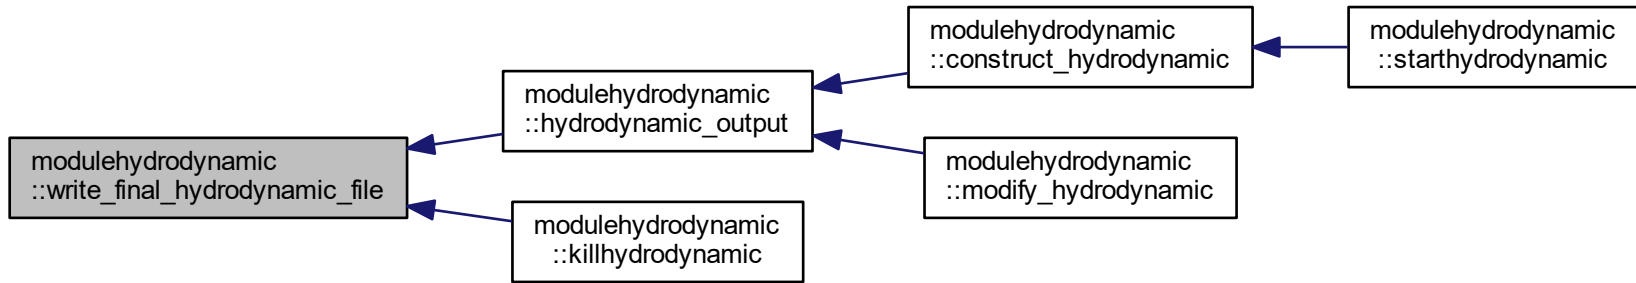 modulehydrodynamic
::write_final_hydrodynamic_file
modulehydrodynamic
::hydrodynamic_output
modulehydrodynamic
::killhydrodynamic
modulehydrodynamic
::construct_hydrodynamic
modulehydrodynamic
::modify_hydrodynamic
modulehydrodynamic
::starthydrodynamic